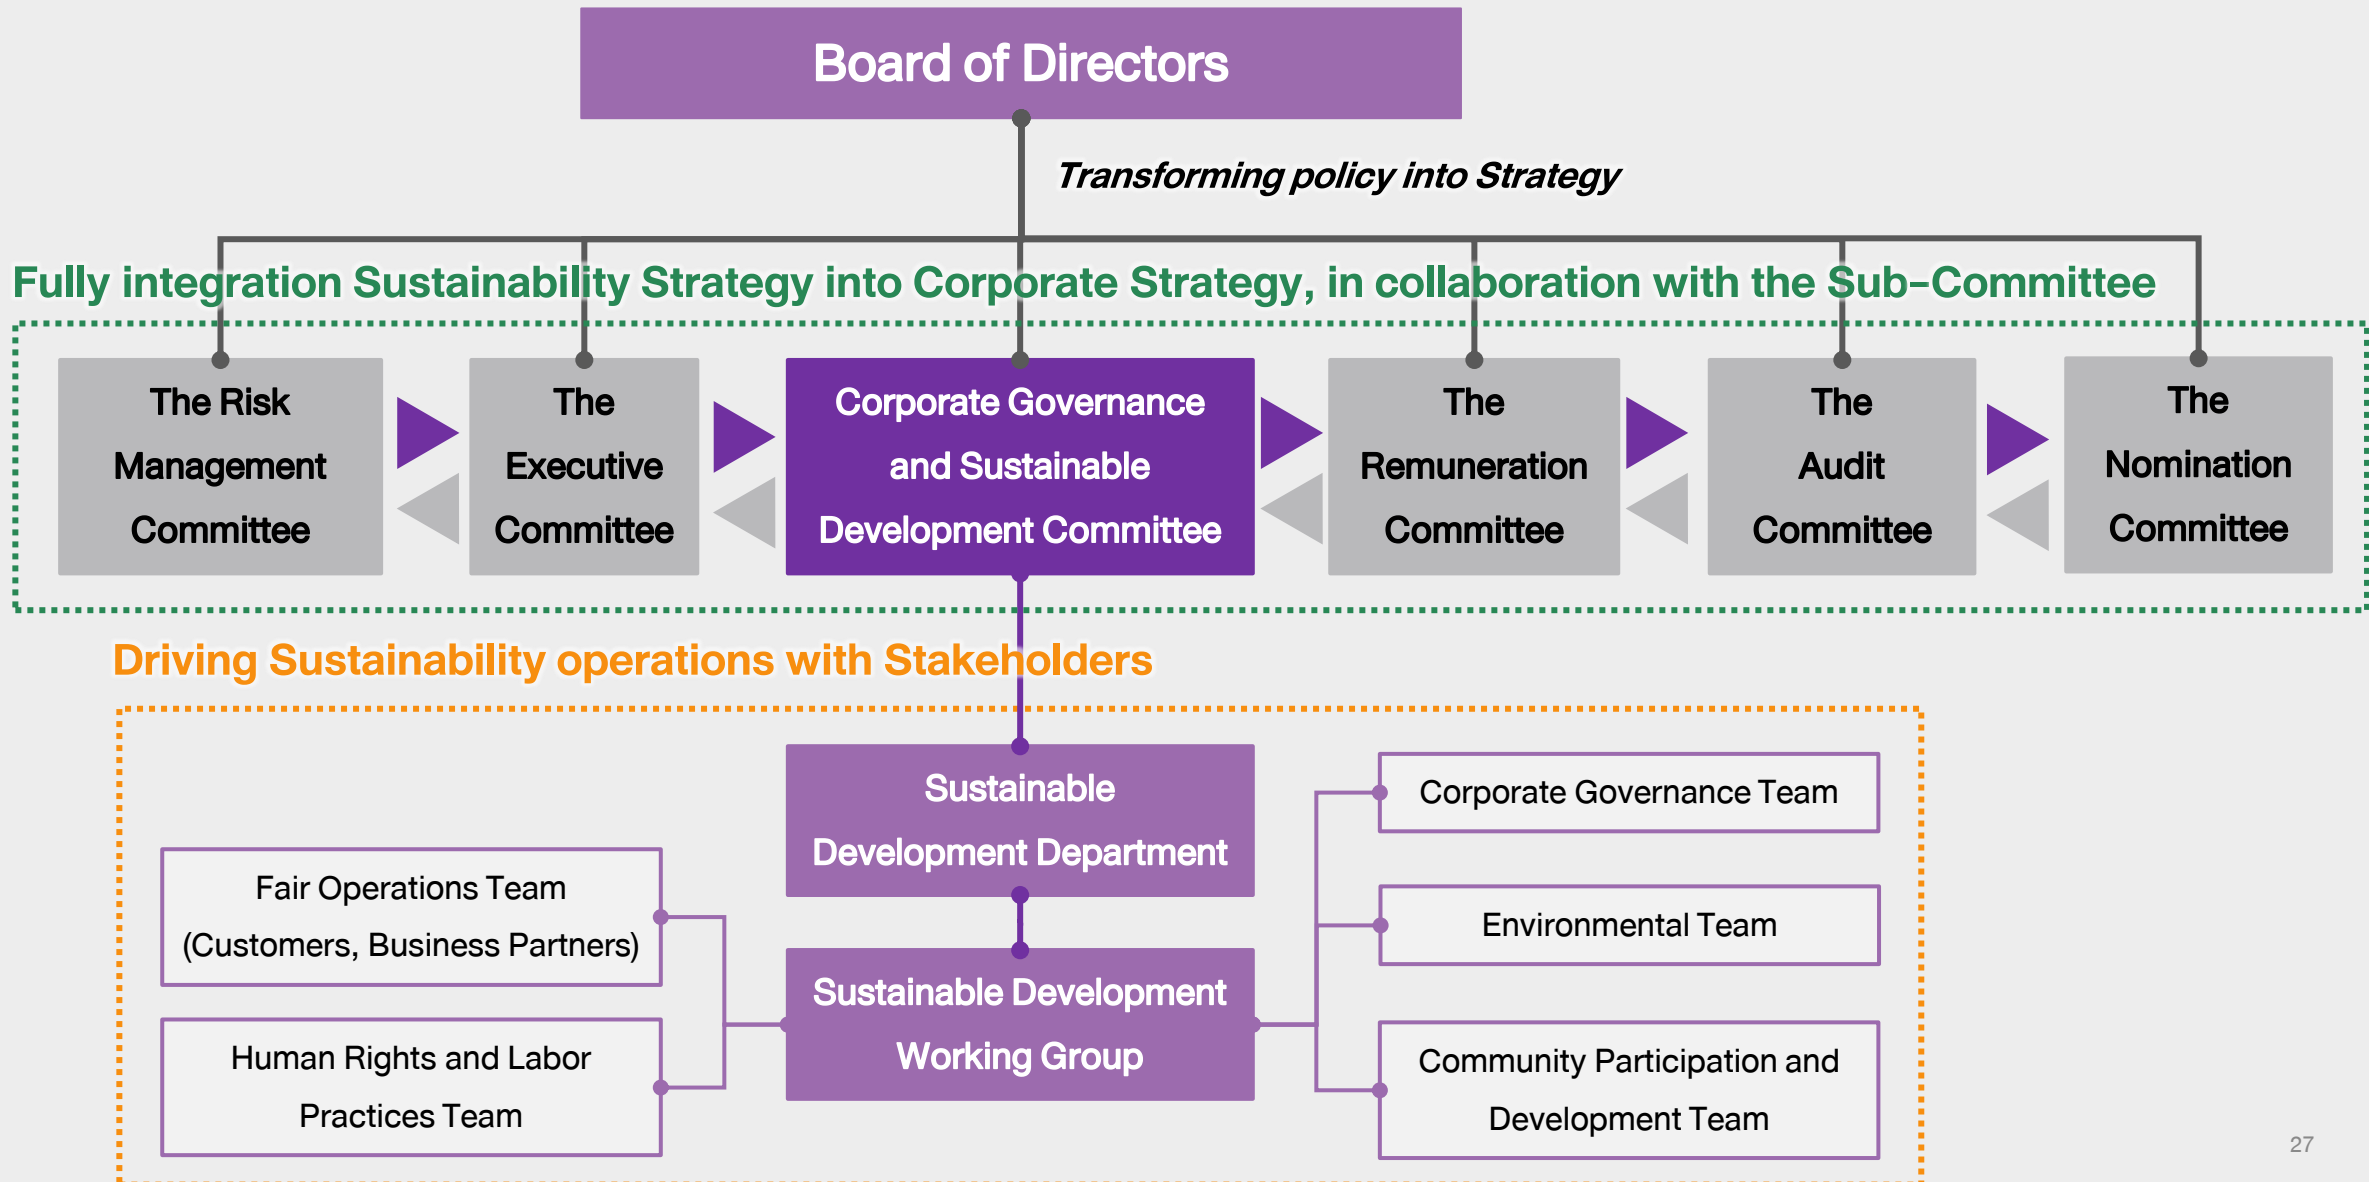 Board of Directors
Transforming policy into Strategy
Fully integration Sustainability Strategy into Corporate Strategy, in collaboration with the Sub-Committee
The Risk
Management
Committee
The
Executive
Committee
Corporate Governance
and Sustainable
Development Committee
The
Remuneration
Committee
The
Audit
Committee
The
Nomination
Committee
Driving Sustainability operations with Stakeholders
Sustainable
Development Department
Sustainable Development
Working Group
Fair Operations Team
(Customers, Business Partners)
Human Rights and Labor
Practices Team
Corporate Governance Team
Environmental Team
Community Participation and
Development Team
27